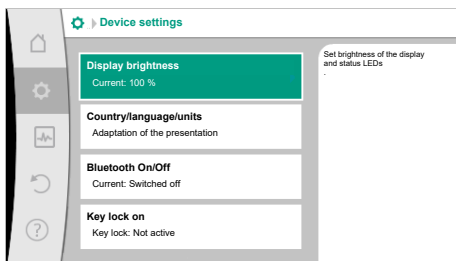 Device settings
Display brightness
Current: 100 %
Set brightness of the display
and status LEDs
.
Country/language/units
Adaptation of the presentation
Bluetooth On/Off
Current: Switched off
Key lock on
Key lock: Not active
?